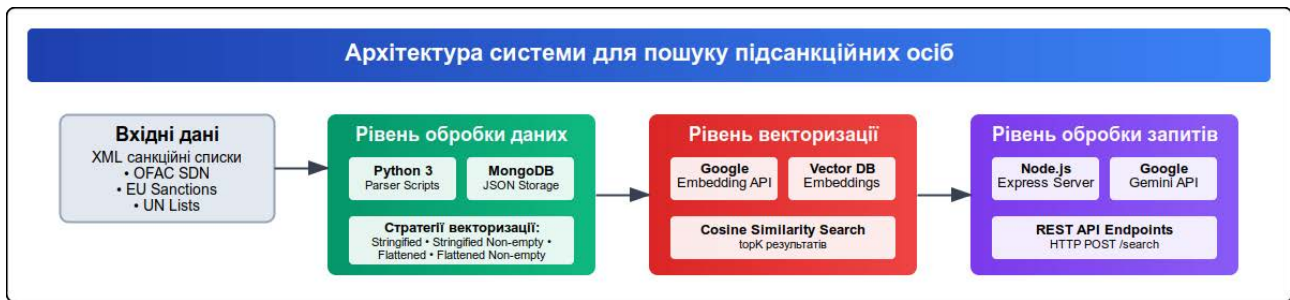 Архітектура системи для пошуку підсанкційних осіб
Вхідні дані
XML санкційні списки
• OFAC SDN
• EU Sanctions
• UN Lists
Рівень обробки даних
Python 3
Parser Scripts
MongoDB
JSON Storage
Стратегії векторизації:
Stringified • Stringified Non-empty •
Flattened • Flattened Non-empty
Рівень векторизації
Google
Embedding API
Vector DB
Embeddings
Cosine Similarity Search
topK результатів
Рівень обробки запитів
Node.js
Express Server
Google
Gemini API
REST API Endpoints
HTTP POST /search